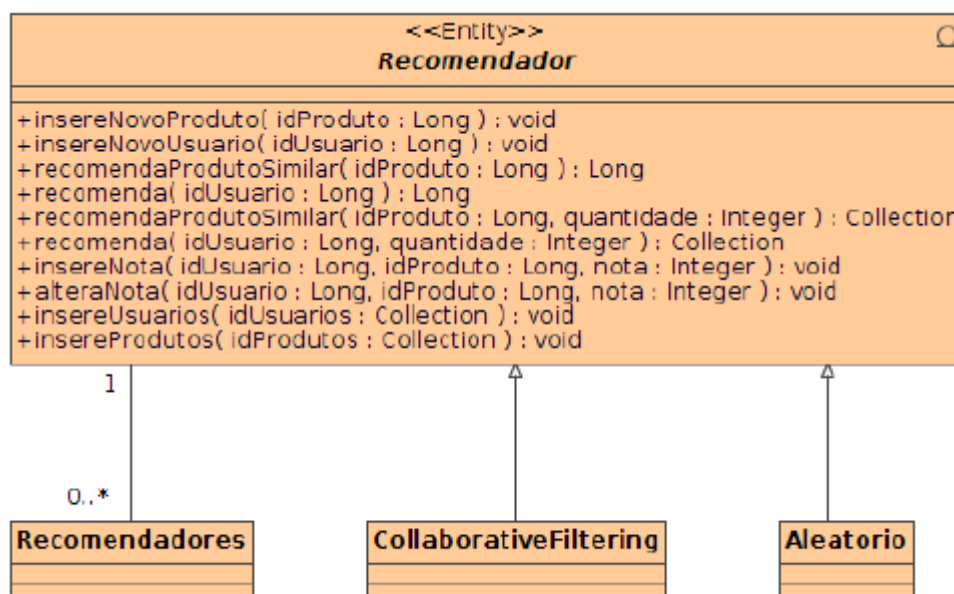 <<Entity>>
Recomendador
+insereNovoProduto( idProduto : Long ) : void
+insereNovoUsuario( idUsuario : Long ) : void
+recomendaProdutoSimilar( idProduto : Long ) : Long
+recomenda( idUsuario : Long ) : Long
+recomendaProdutoSimilar( idProduto : Long, quantidade : Integer ) : Collection
+recomenda( idUsuario : Long, quantidade : Integer ) : Collection
+insereNota( idUsuario : Long, idProduto : Long, nota : Integer ) : void
+alteraNota( idUsuario : Long, idProduto : Long, nota : Integer ) : void
+insereUsuarios( idUsuarios : Collection ) : void
+insereProdutos( idProdutos : Collection ) : void
1
0..*
Recomendadores
CollaborativeFiltering
Aleatorio